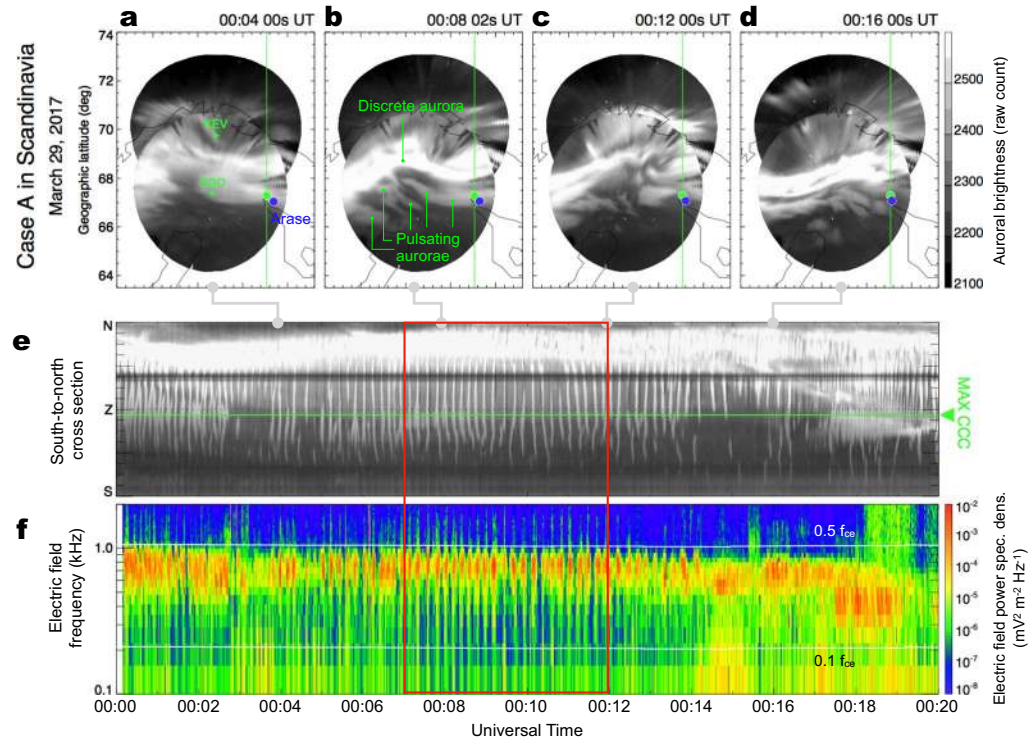 a 00:04 00s UT
b 00:08 02s UT
c 00:12 00s UT
d 00:16 00s UT
Case A in Scandinavia
March 29, 2017
Geographic latitude (deg)
74
72
70
68
66
64
KEV
SOD
Arase
Discrete aurora
Pulsating
aurorae
2500
2400
2300
2200
2100
Auroral brightness (raw count)
e
South-to-north
cross section
N
Z
S
MAX CCC
f
Electric field
frequency (kHz)
1.0
0.1
0.5 fce
0.1 fce
10-2
10-3
10-4
10-5
10-6
10-7
10-8
Electric field power spec. dens.
(mV2 m-2 Hz-1)
00:00 00:02 00:04 00:06 00:08 00:10 00:12 00:14 00:16 00:18 00:20
Universal Time